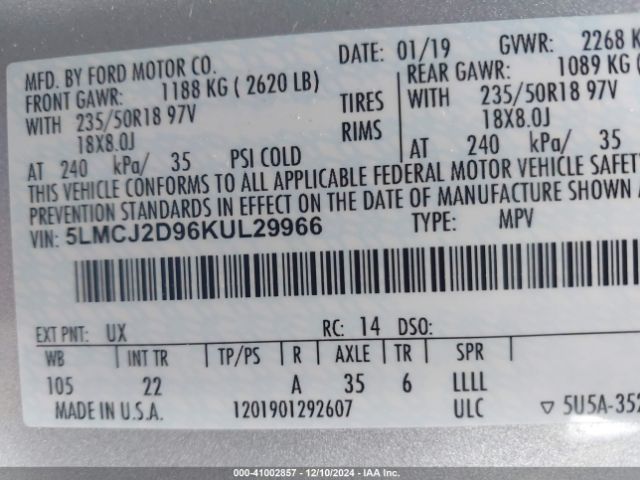 MFD. BY FORD MOTOR CO.
DATE: 01/19 GVWR: 2268 K
FRONT GAWR: 1188 KG ( 2620 LB)
REAR GAWR: 1089 KG (
WITH 235/50R18 97V TIRES WITH 235/50R18 97V
18X8.0J RIMS 18X8.0J
AT 240 kPa/ 35 PSI COLD AT 240 kPa/ 35
THIS VEHICLE CONFORMS TO ALL APPLICABLE FEDERAL MOTOR VEHICLE SAFETY
PREVENTION STANDARDS IN EFFECT ON THE DATE OF MANUFACTURE SHOWN
VIN: 5LMCJ2D96KUL29966 TYPE: MPV
EXT PNT: UX RC: 14 DSO:
WB INT TR TP/PS R AXLE TR SPR
105 22 A 35 6 LLLL
MADE IN U.S.A. 1201901292607 ULC ▽ 5U5A-352
000-41002857 - 12/10/2024 - IAA Inc.